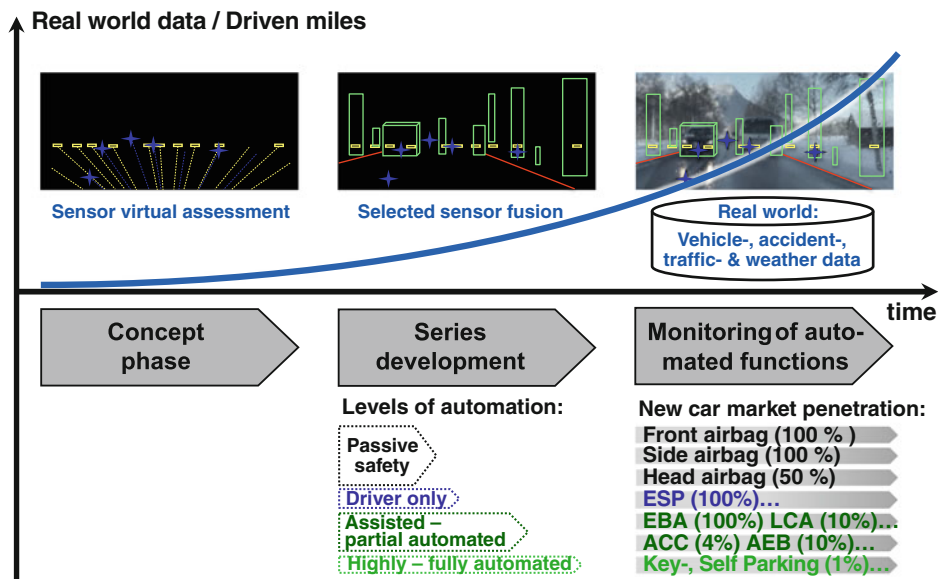 Real world data / Driven miles
Sensor virtual assessment
Selected sensor fusion
Real world:
Vehicle-, accident-,
traffic- & weather data
time
Concept
phase
Series
development
Monitoring of auto-
mated functions
Levels of automation:
Passive
safety
Driver only
Assisted –
partial automated
Highly – fully automated
New car market penetration:
Front airbag (100 % )
Side airbag (100 %)
Head airbag (50 %)
ESP (100%)...
EBA (100%) LCA (10%)...
ACC (4%) AEB (10%)...
Key-, Self Parking (1%)...